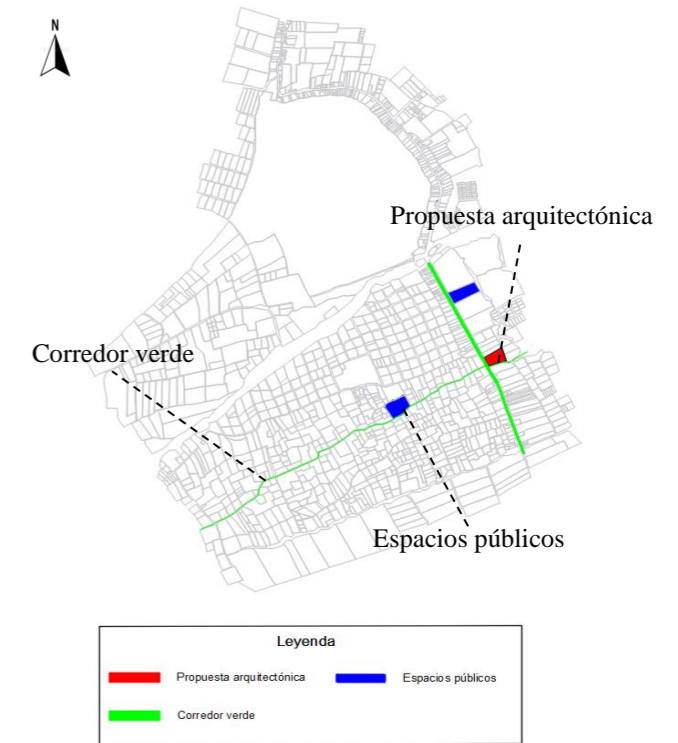 N
Propuesta arquitectónica
Corredor verde
Espacios públicos
Leyenda
Propuesta arquitectónica
Espacios públicos
Corredor verde